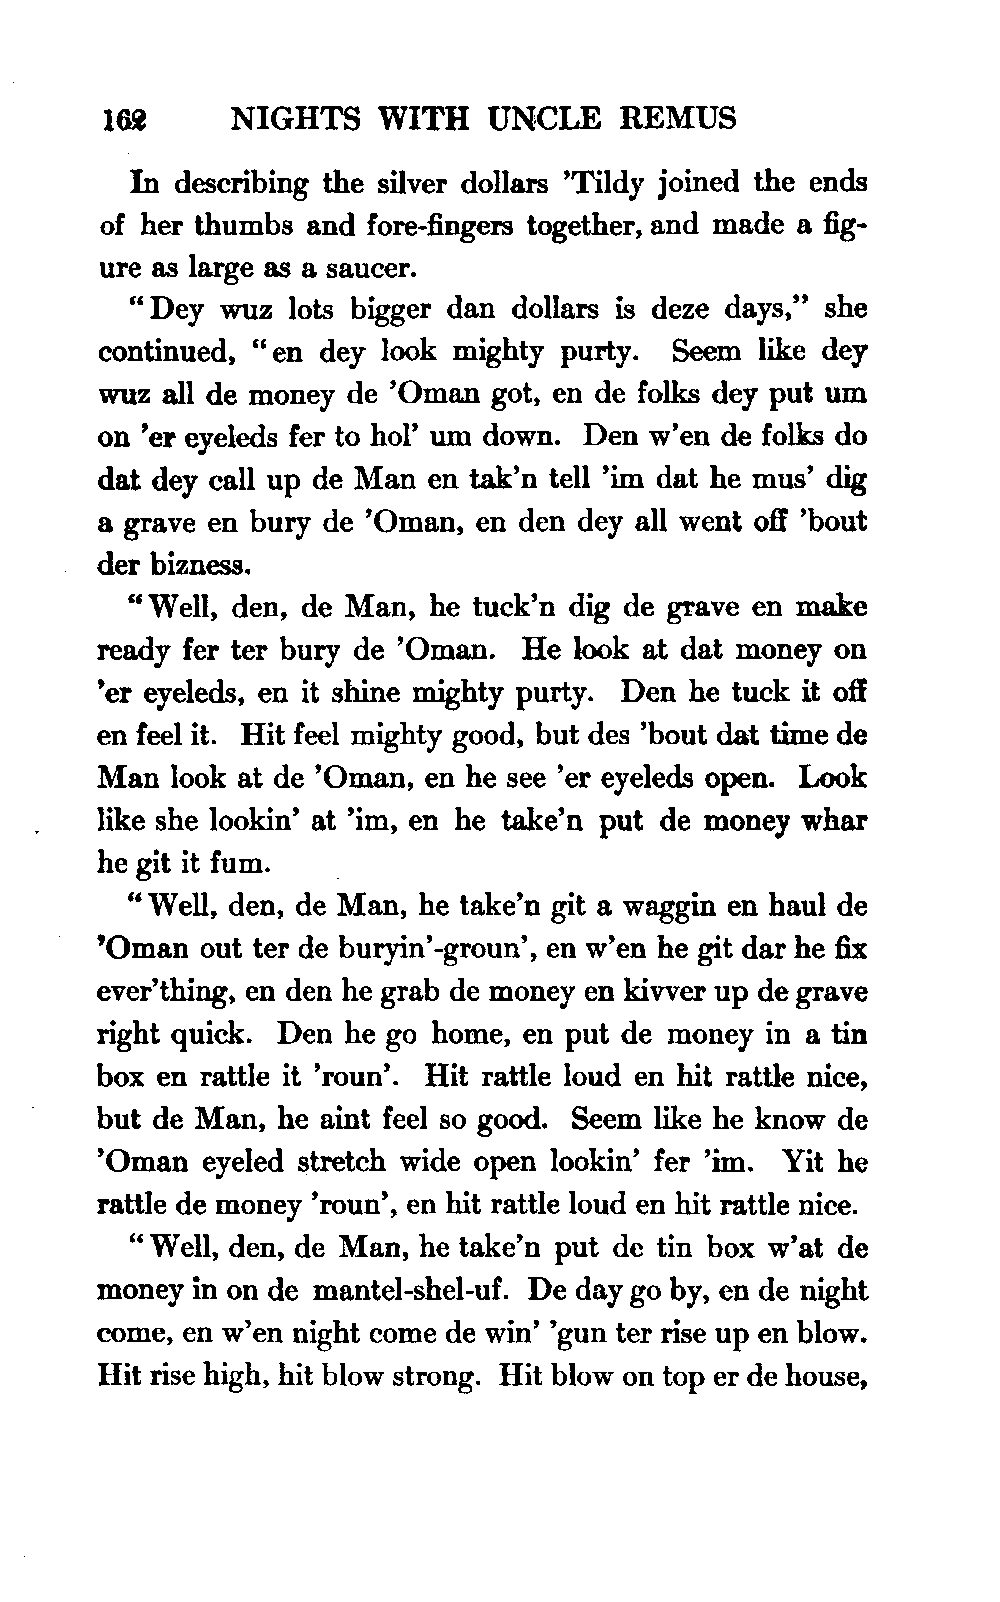 162 NIGHTS WITH UNCLE REMUS
In describing the silver dollars 'Tildy joined the ends
of her thumbs and fore-fingers together, and made a fig-
ure as large as a saucer.
"Dey wuz lots bigger dan dollars is deze days," she
continued, "en dey look mighty purty. Seem like dey
wuz all de money de 'Oman got, en de folks dey put um
on 'er eyeleds fer to hol' um down. Den w'en de folks do
dat dey call up de Man en tak'n tell 'im dat he mus' dig
a grave en bury de 'Oman, en den dey all went off 'bout
der bizness.
"Well, den, de Man, he tuck'n dig de grave en make
ready fer ter bury de 'Oman. He look at dat money on
'er eyeleds, en it shine mighty purty. Den he tuck it off
en feel it. Hit feel mighty good, but des 'bout dat time de
Man look at de 'Oman, en he see 'er eyeleds open. Look
like she lookin' at 'im, en he take'n put de money whar
he git it fum.
"Well, den, de Man, he take'n git a waggin en haul de
'Oman out ter de buryin'-groun', en w'en he git dar he fix
ever'thing, en den he grab de money en kivver up de grave
right quick. Den he go home, en put de money in a tin
box en rattle it 'roun'. Hit rattle loud en hit rattle nice,
but de Man, he aint feel so good. Seem like he know de
'Oman eyeled stretch wide open lookin' fer 'im. Yit he
rattle de money 'roun', en hit rattle loud en hit rattle nice.
"Well, den, de Man, he take'n put de tin box w'at de
money in on de mantel-shel-uf. De day go by, en de night
come, en w'en night come de win' 'gun ter rise up en blow.
Hit rise high, hit blow strong. Hit blow on top er de house,